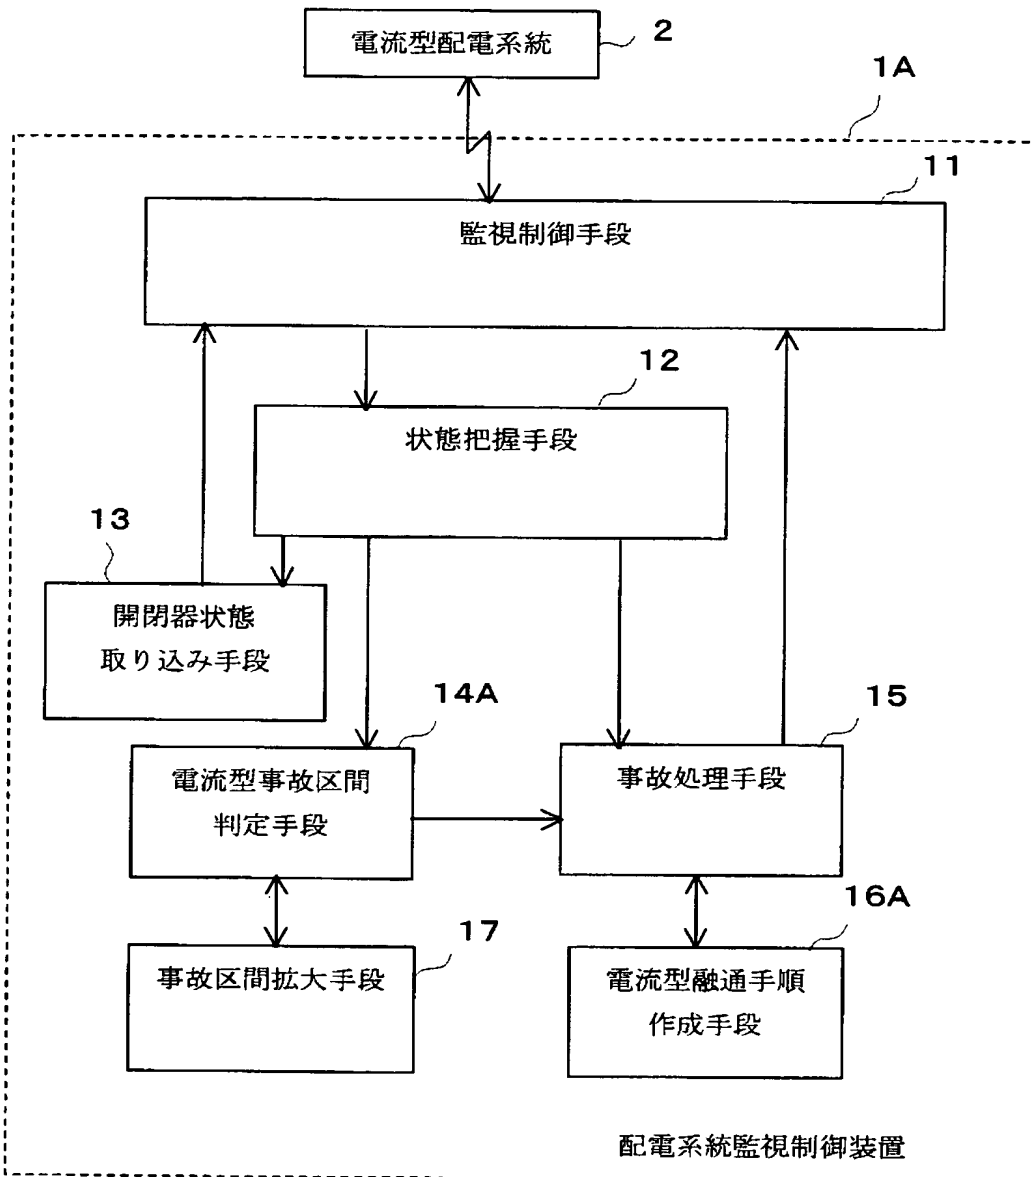 電流型配電系統
2
1A
11
監視制御手段
12
状態把握手段
13
開閉器状態
取り込み手段
14A
電流型事故区間
判定手段
15
事故処理手段
17
事故区間拡大手段
16A
電流型融通手順
作成手段
配電系統監視制御装置